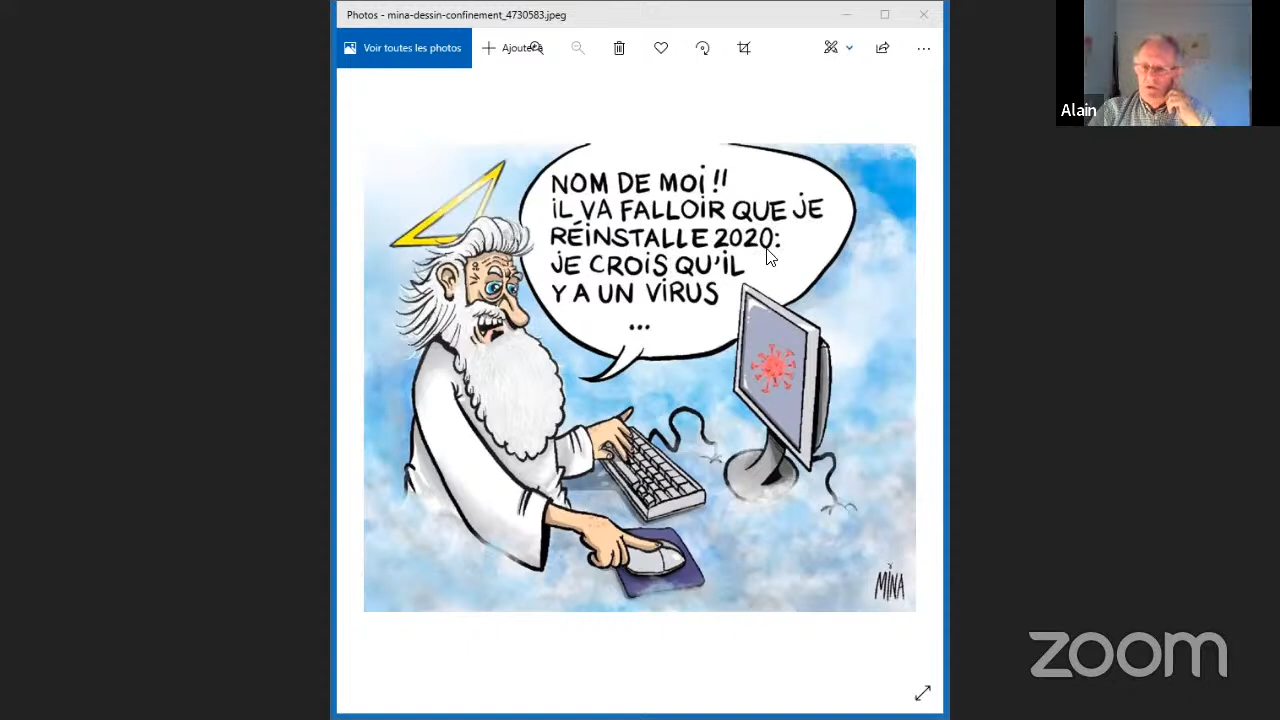 Photos - mina-dessin-confinement_4730583.jpeg
Voir toutes les photos
Ajouter à
Alain
NOM DE MOI !!
IL VA FALLOIR QUE JE
RÉINSTALLE 2020:
JE CROIS QU'IL
Y A UN VIRUS
...
MINA
zoom